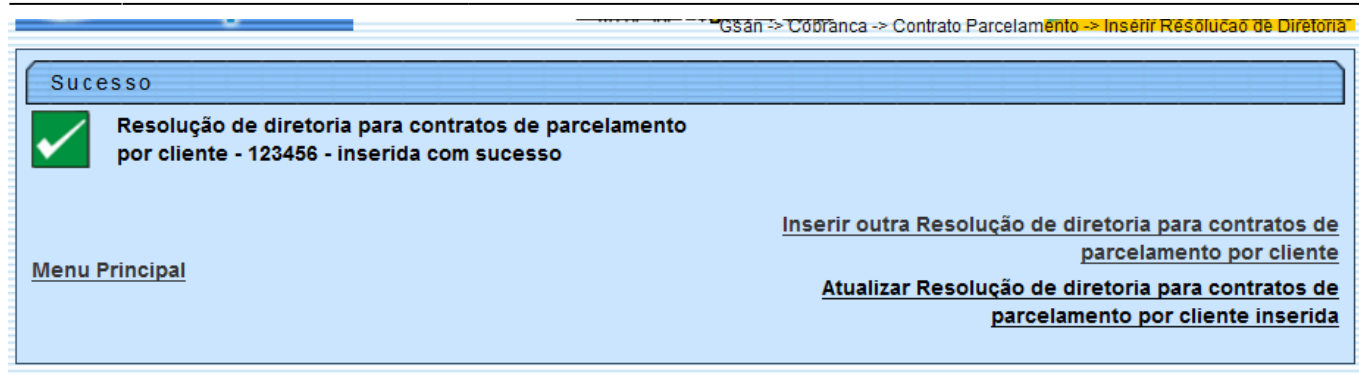 Gsan -> Cobranca -> Contrato Parcelamento -> Inserir Resolucao de Diretoria
Sucesso
Resolução de diretoria para contratos de parcelamento
por cliente - 123456 - inserida com sucesso
Inserir outra Resolução de diretoria para contratos de
parcelamento por cliente
Menu Principal
Atualizar Resolução de diretoria para contratos de
parcelamento por cliente inserida